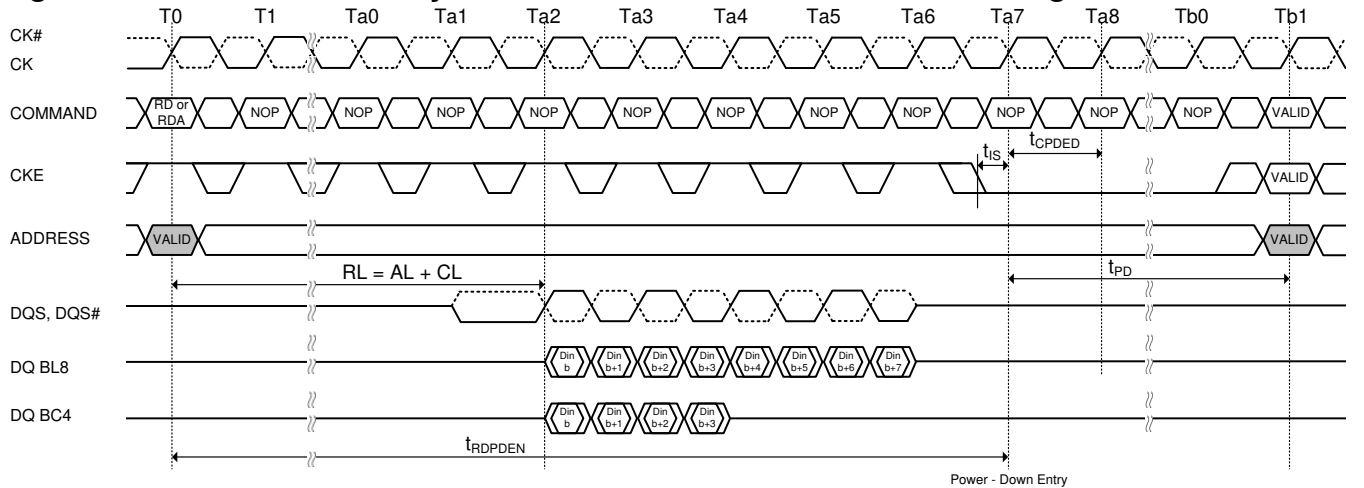 T0 T1 Ta0 Ta1 Ta2 Ta3 Ta4 Ta5 Ta6 Ta7 Ta8 Tb0 Tb1
CK#
CK
COMMAND RD or RDA NOP NOP NOP NOP NOP NOP NOP NOP NOP NOP NOP VALID
tIS tCPDED
CKE VALID
ADDRESS VALID VALID
RL = AL + CL tPD
DQS, DQS#
DQ BL8 Din b Din b+1 Din b+2 Din b+3 Din b+4 Din b+5 Din b+6 Din b+7
DQ BC4 Din b Din b+1 Din b+2 Din b+3
tRDPDEN
Power - Down Entry